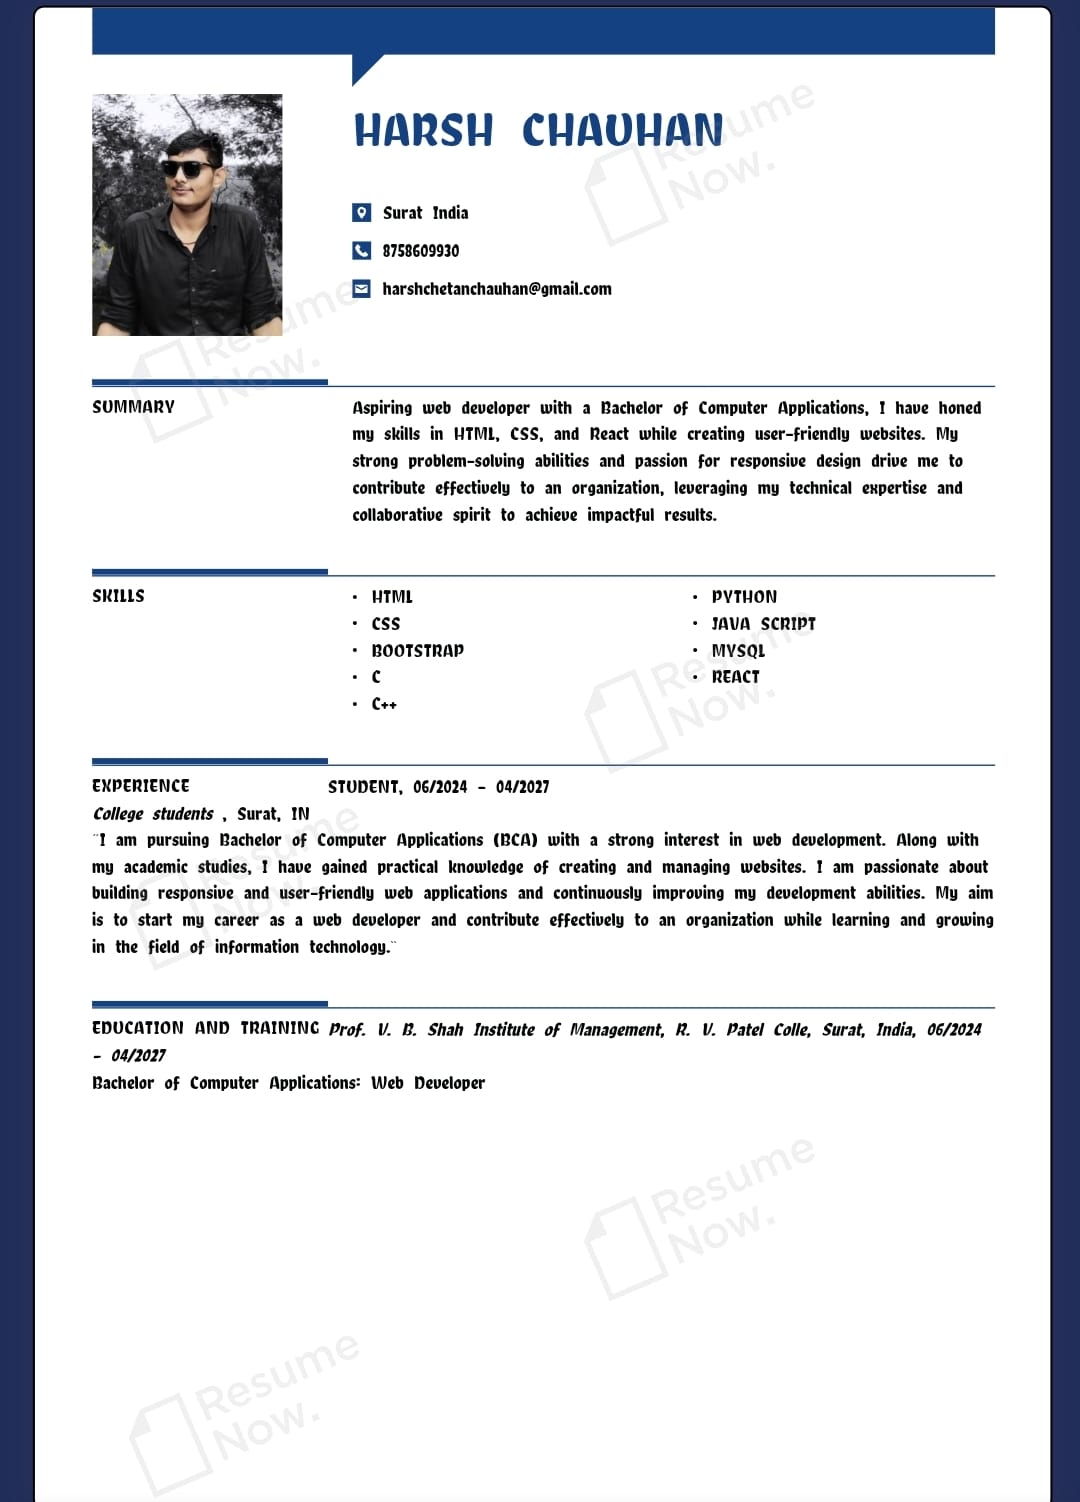 HARSH CHAUHAN
Surat India
8758609930
harshchetanchauhan@gmail.com
SUMMARY
Aspiring web developer with a Bachelor of Computer Applications, I have honed
my skills in HTML, CSS, and React while creating user-friendly websites. My
strong problem-solving abilities and passion for responsive design drive me to
contribute effectively to an organization, leveraging my technical expertise and
collaborative spirit to achieve impactful results.
SKILLS
• HTML
• CSS
• BOOTSTRAP
• C
• C++
• PYTHON
• JAVA SCRIPT
• MYSQL
• REACT
EXPERIENCE STUDENT, 06/2024 - 04/2027
College students , Surat, IN
¨I am pursuing Bachelor of Computer Applications (BCA) with a strong interest in web development. Along with
my academic studies, I have gained practical knowledge of creating and managing websites. I am passionate about
building responsive and user-friendly web applications and continuously improving my development abilities. My aim
is to start my career as a web developer and contribute effectively to an organization while learning and growing
in the field of information technology.¨
EDUCATION AND TRAINING Prof. V. B. Shah Institute of Management, R. V. Patel Colle, Surat, India, 06/2024
- 04/2027
Bachelor of Computer Applications: Web Developer
Resume
Now.
Resume
Now.
Resume
Now.
Resume
Now.
Resume
Now.
Resume
Now.